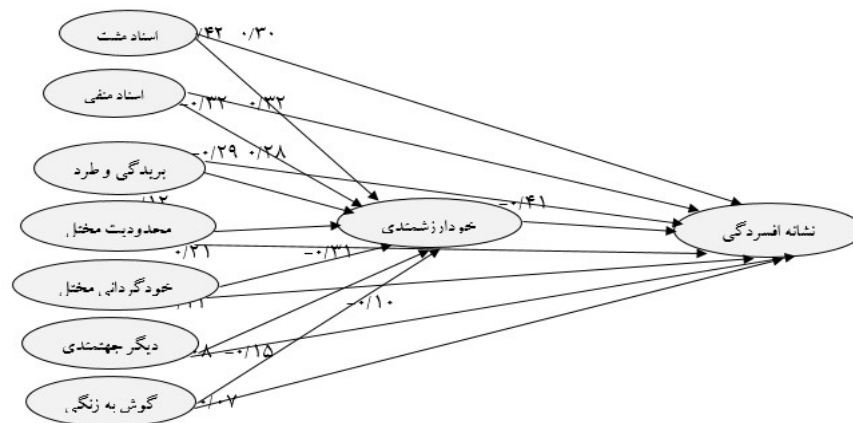 اسناد مثبت
۰/۳۰
اسناد منفی
-۰/۳۲ ۰/۳۲
بریدگی و طرد
-۰/۲۹ ۰/۲۸
-۰/۴۱
محدودیت مختل
خودارزشمندی
نشانه افسردگی
۰/۲۱ -۰/۳۱
خودگردانی مختل
-۰/۱۰
دیگر جهتمندی
-۰/۱۵
گوش به زنگی
۰/۰۷